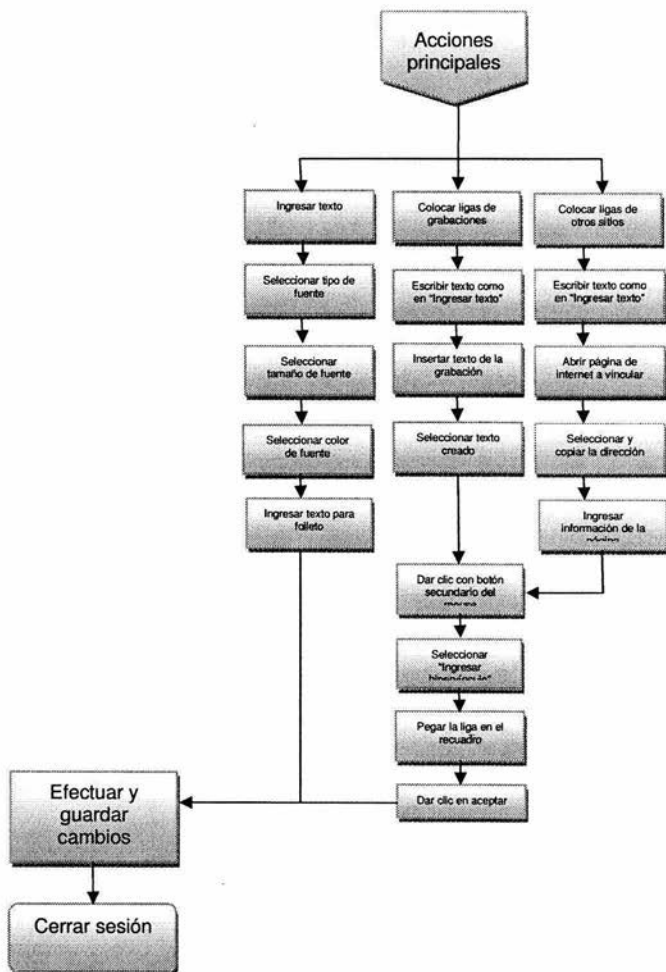 Acciones
principales
Ingresar texto
Seleccionar tipo de
fuente
Seleccionar
tamaño de fuente
Seleccionar color
de fuente
Ingresar texto para
folleto
Colocar ligas de
grabaciones
Escribir texto como
en "Ingresar texto"
Insertar texto de la
grabación
Seleccionar texto
creado
Colocar ligas de
otros sitios
Escribir texto como
en "Ingresar texto"
Abrir página de
internet a vincular
Seleccionar y
copiar la dirección
Ingresar
información de la
página
Dar clic con botón
secundario del
Seleccionar
"Ingresar
hipervínculo"
Pegar la liga en el
recuadro
Dar clic en aceptar
Efectuar y
guardar
cambios
Cerrar sesión